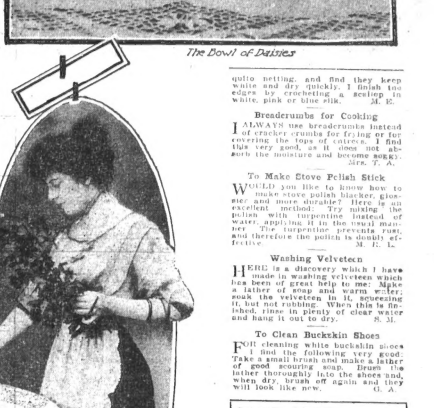 The Bowl of Daisies
quito netting, and find they keep
white and dry quickly. I finish the
edges by crocheting a scallop in
white, pink or blue silk. M. E.
Breadcrumbs for Cooking
I ALWAYS use breadcrumbs instead
of cracker crumbs for frying or for
covering the tops of I find
this very good, as it does not ab-
sorb the moisture and become soggy.
Mrs. T. A.
To Make Stove Polish Stick
WOULD you like to know how to
make stove polish blacker, glos-
sier and more durable? Here is an
excellent method: Try mixing the
polish with turpentine instead of
water, applying it in the usual man-
ner. The turpentine prevents rust,
and therefore the polish is doubly ef-
fective. M. R. L.
Washing Velveteen
HERE is a discovery which I have
made in washing velveteen which
has been of great help to me: Make
a lather of soap and warm water;
soak the velveteen in it, squeezing
it, but not rubbing. When this is fin-
ished, rinse in plenty of clear water
and hang it out to dry. S. M.
To Clean Buckskin Shoes
FOR cleaning white buckskin shoes
I find the following very good:
Take a small brush and make a lather
of good scouring soap. Brush the
lather thoroughly into the shoes and,
when dry, brush off again and they
will look like new. G. A.